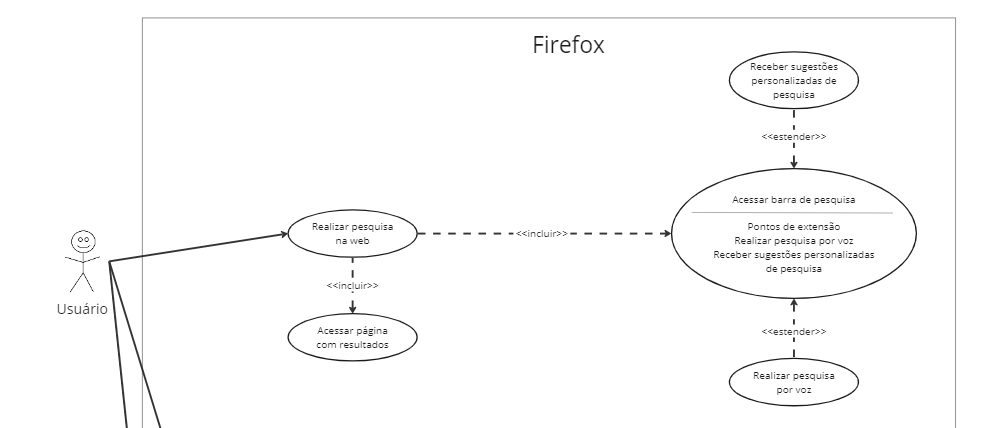 Firefox
Receber sugestões
personalizadas de
pesquisa
<<estender>>
Acessar barra de pesquisa
Pontos de extensão
Realizar pesquisa por voz
Receber sugestões personalizadas
de pesquisa
Realizar pesquisa
na web
<<incluir>>
Usuário
<<incluir>>
Acessar página
com resultados
<<estender>>
Realizar pesquisa
por voz